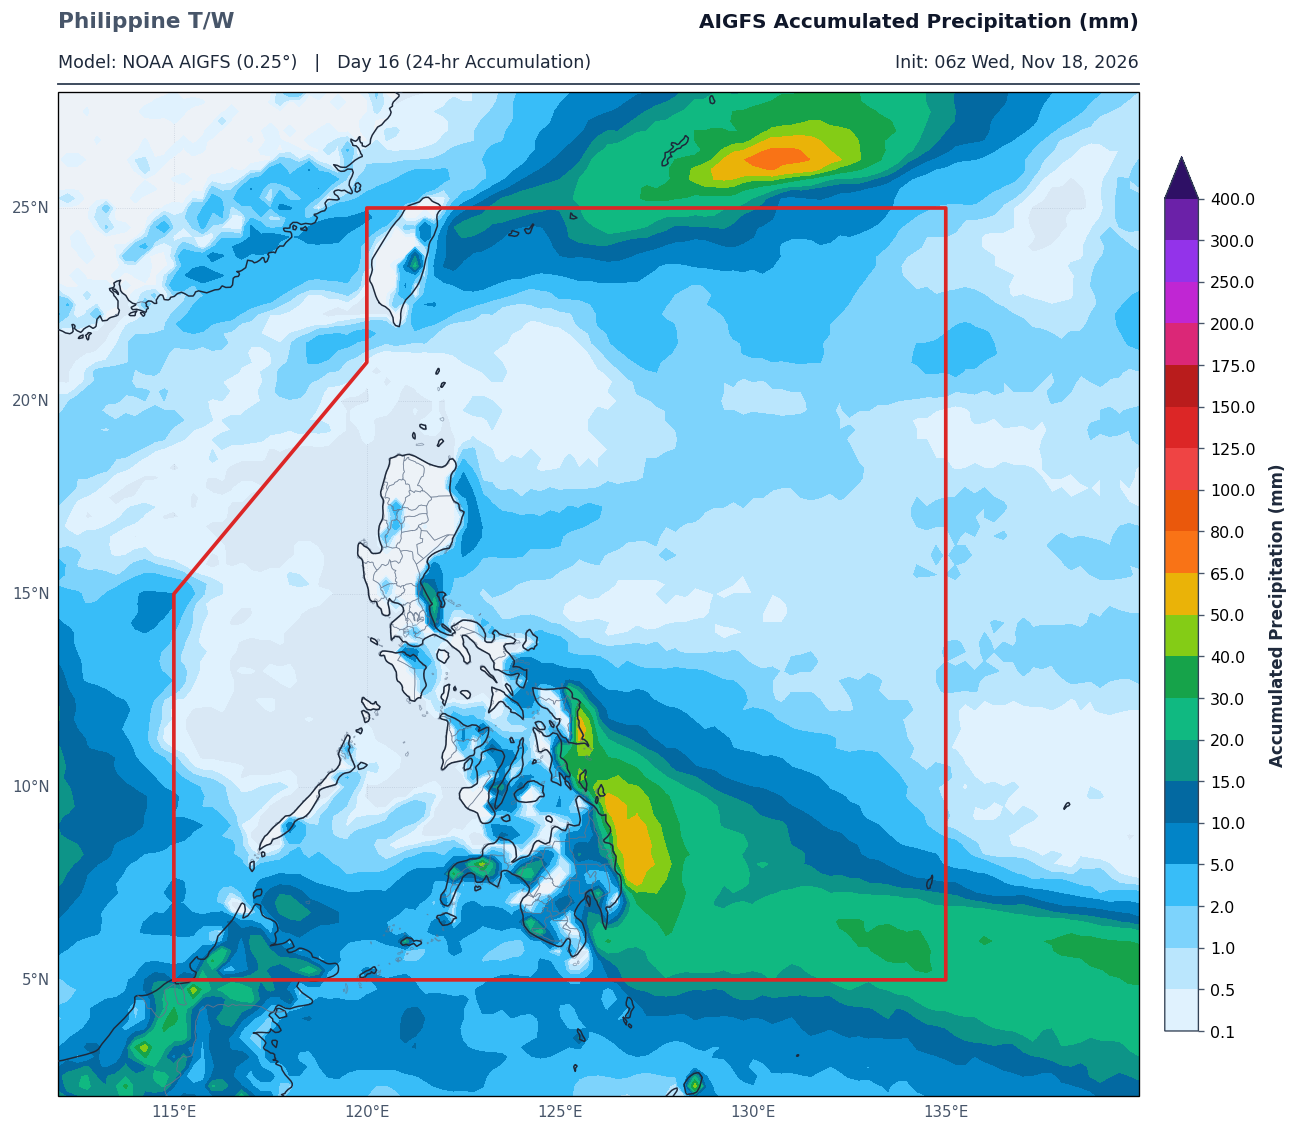 Philippine T/W
AIGFS Accumulated Precipitation (mm)
Model: NOAA AIGFS (0.25°)   |   Day 16 (24-hr Accumulation)
Init: 06z Wed, Nov 18, 2026
25°N
20°N
15°N
10°N
5°N
115°E
120°E
125°E
130°E
135°E
400.0
300.0
250.0
200.0
175.0
150.0
125.0
100.0
80.0
65.0
50.0
40.0
30.0
20.0
15.0
10.0
5.0
2.0
1.0
0.5
0.1
Accumulated Precipitation (mm)